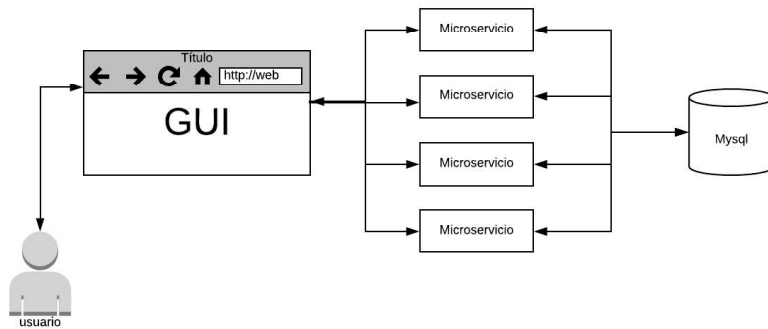 Título
http://web
GUI
Microservicio
Microservicio
Microservicio
Microservicio
Mysql
usuario